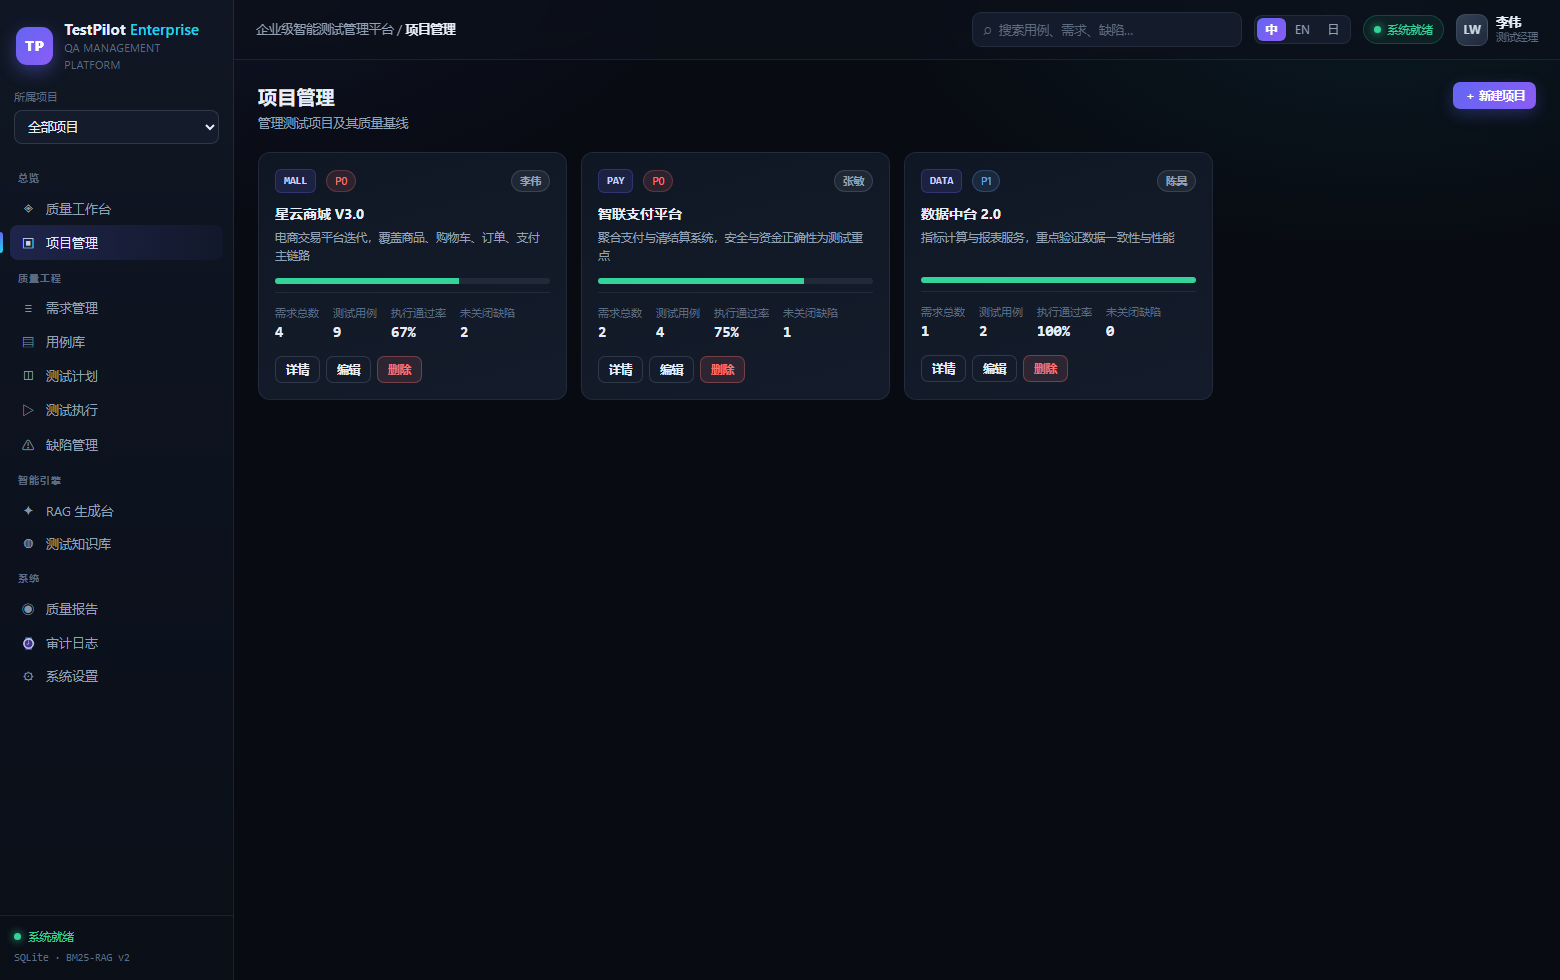 TP
TestPilot Enterprise
QA MANAGEMENT
PLATFORM
所属项目
全部项目
总览
质量工作台
项目管理
质量工程
需求管理
用例库
测试计划
测试执行
缺陷管理
智能引擎
RAG 生成台
测试知识库
系统
质量报告
审计日志
系统设置
系统就绪
SQLite · BM25-RAG v2
企业级智能测试管理平台 / 项目管理
搜索用例、需求、缺陷...
中 EN 日
系统就绪
LW
李伟
测试经理
项目管理
管理测试项目及其质量基线
+ 新建项目
MALL P0 李伟
星云商城 V3.0
电商交易平台迭代，覆盖商品、购物车、订单、支付
主链路
需求总数 测试用例 执行通过率 未关闭缺陷
4 9 67% 2
详情 编辑 删除
PAY P0 张敏
智联支付平台
聚合支付与清结算系统，安全与资金正确性为测试重
点
需求总数 测试用例 执行通过率 未关闭缺陷
2 4 75% 1
详情 编辑 删除
DATA P1 陈昊
数据中台 2.0
指标计算与报表服务，重点验证数据一致性与性能
需求总数 测试用例 执行通过率 未关闭缺陷
1 2 100% 0
详情 编辑 删除